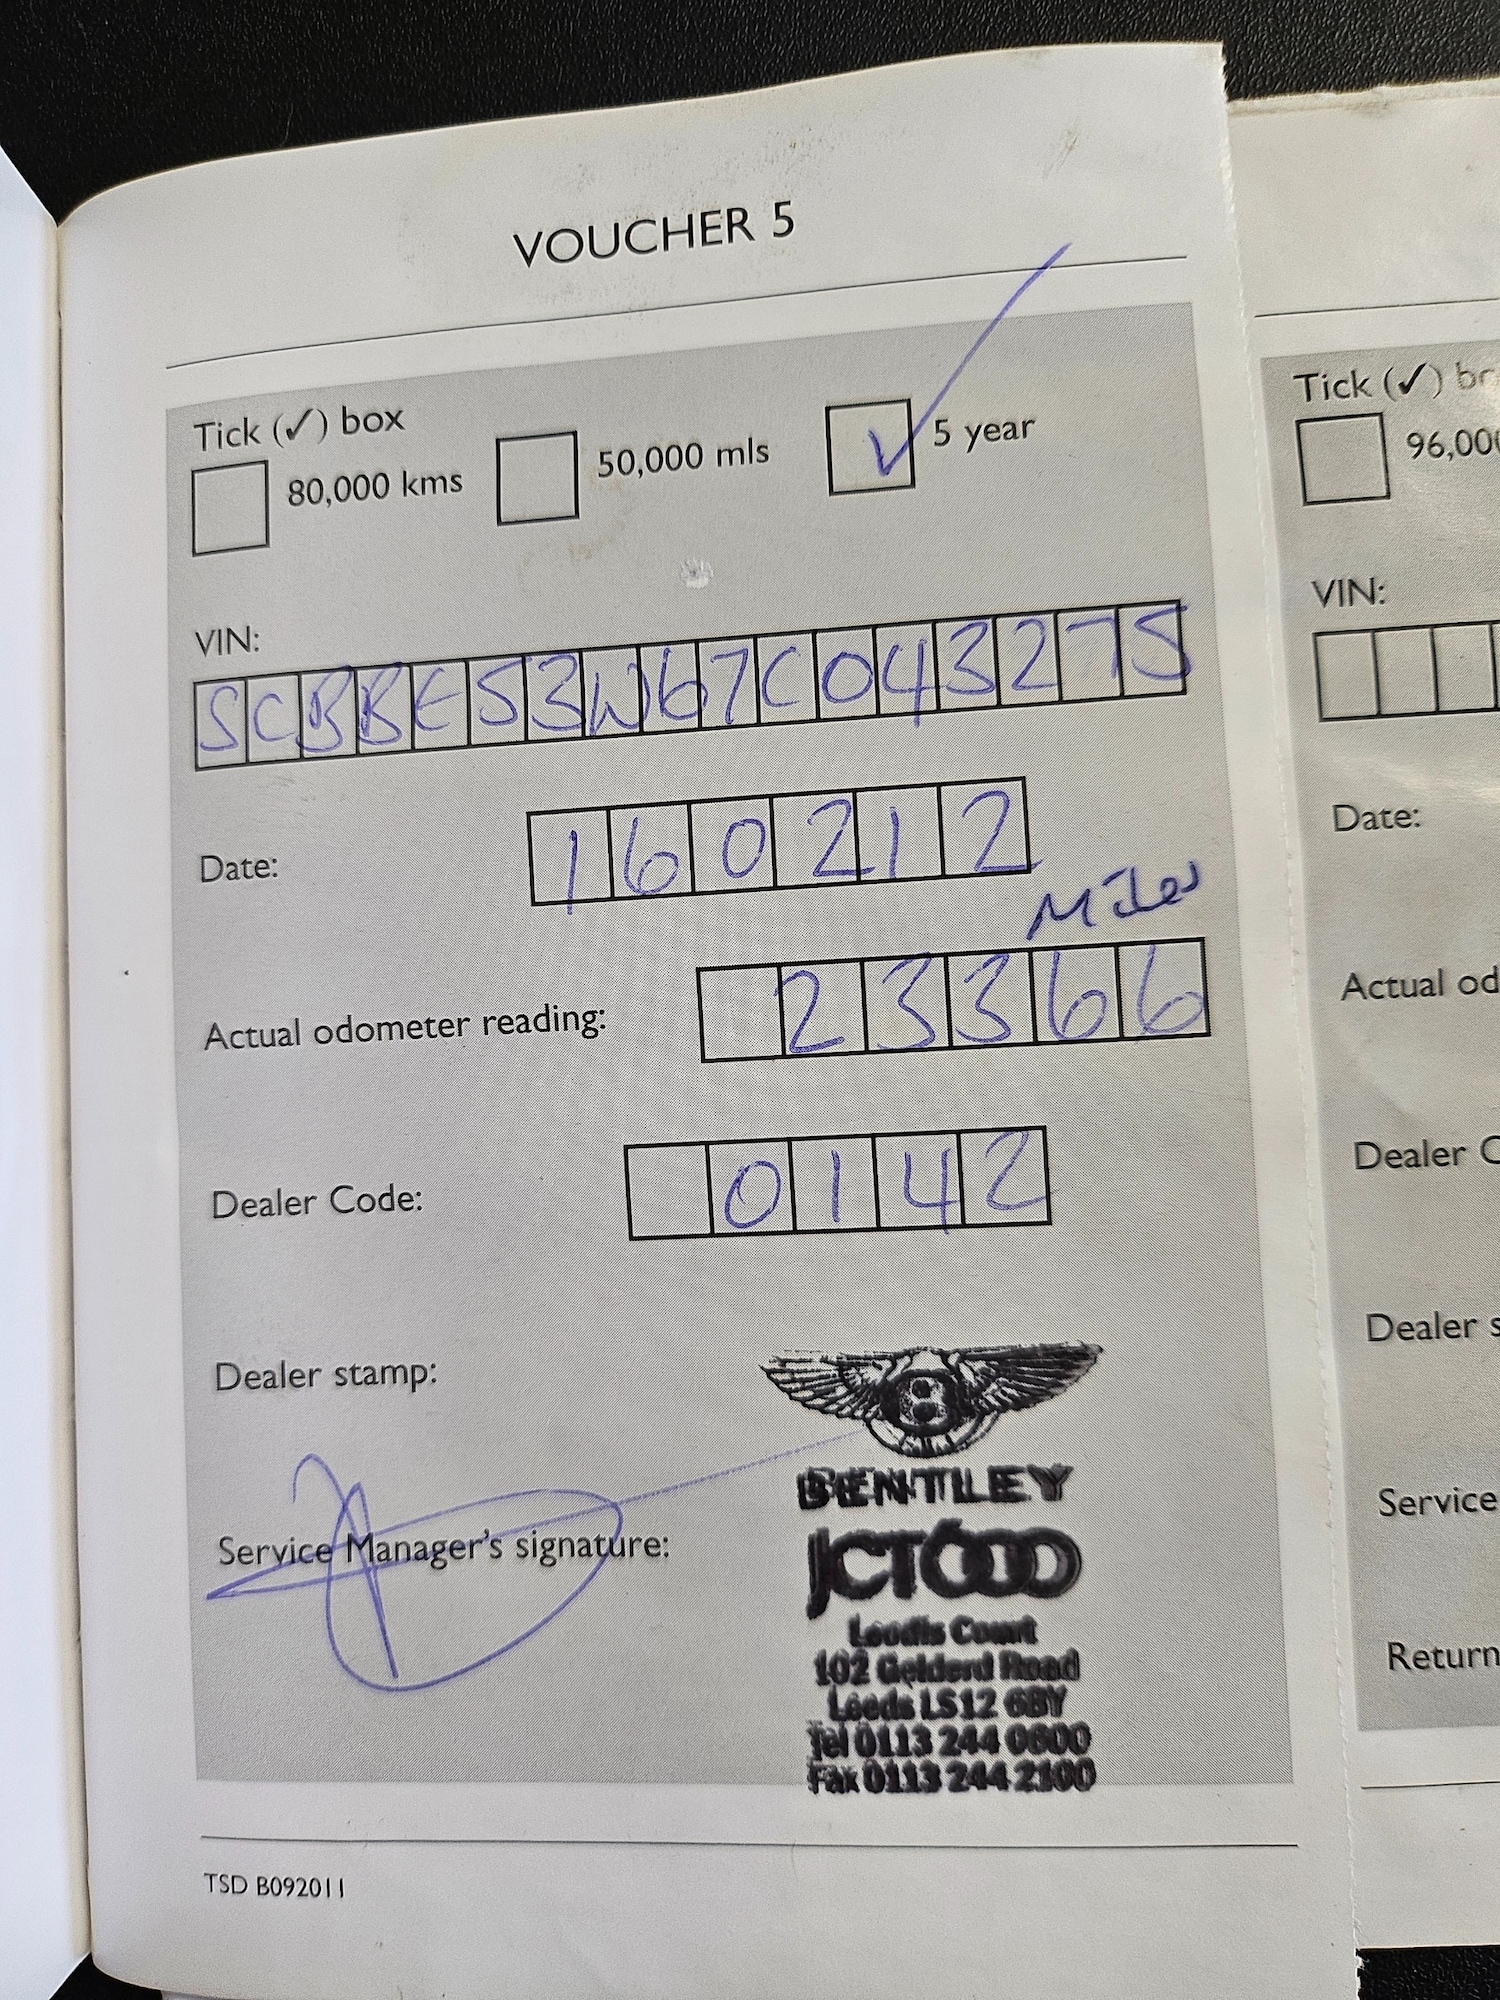 VOUCHER 5
Tick (✓) box
80,000 kms
50,000 mls
✓ 5 year
VIN:
SCBBE53W67C043275
Date: 160212
Miles
Actual odometer reading: 23366
Dealer Code: 0142
Dealer stamp:
BENTLEY
JCT600
Leodis Court
102 Gelderd Road
Leeds LS12 6BY
Tel 0113 244 0600
Fax 0113 244 2100
Service Manager's signature:
TSD B092011
Tick (✓)
96,000
VIN:
Date:
Actual
Dealer
Dealer
Service
Return